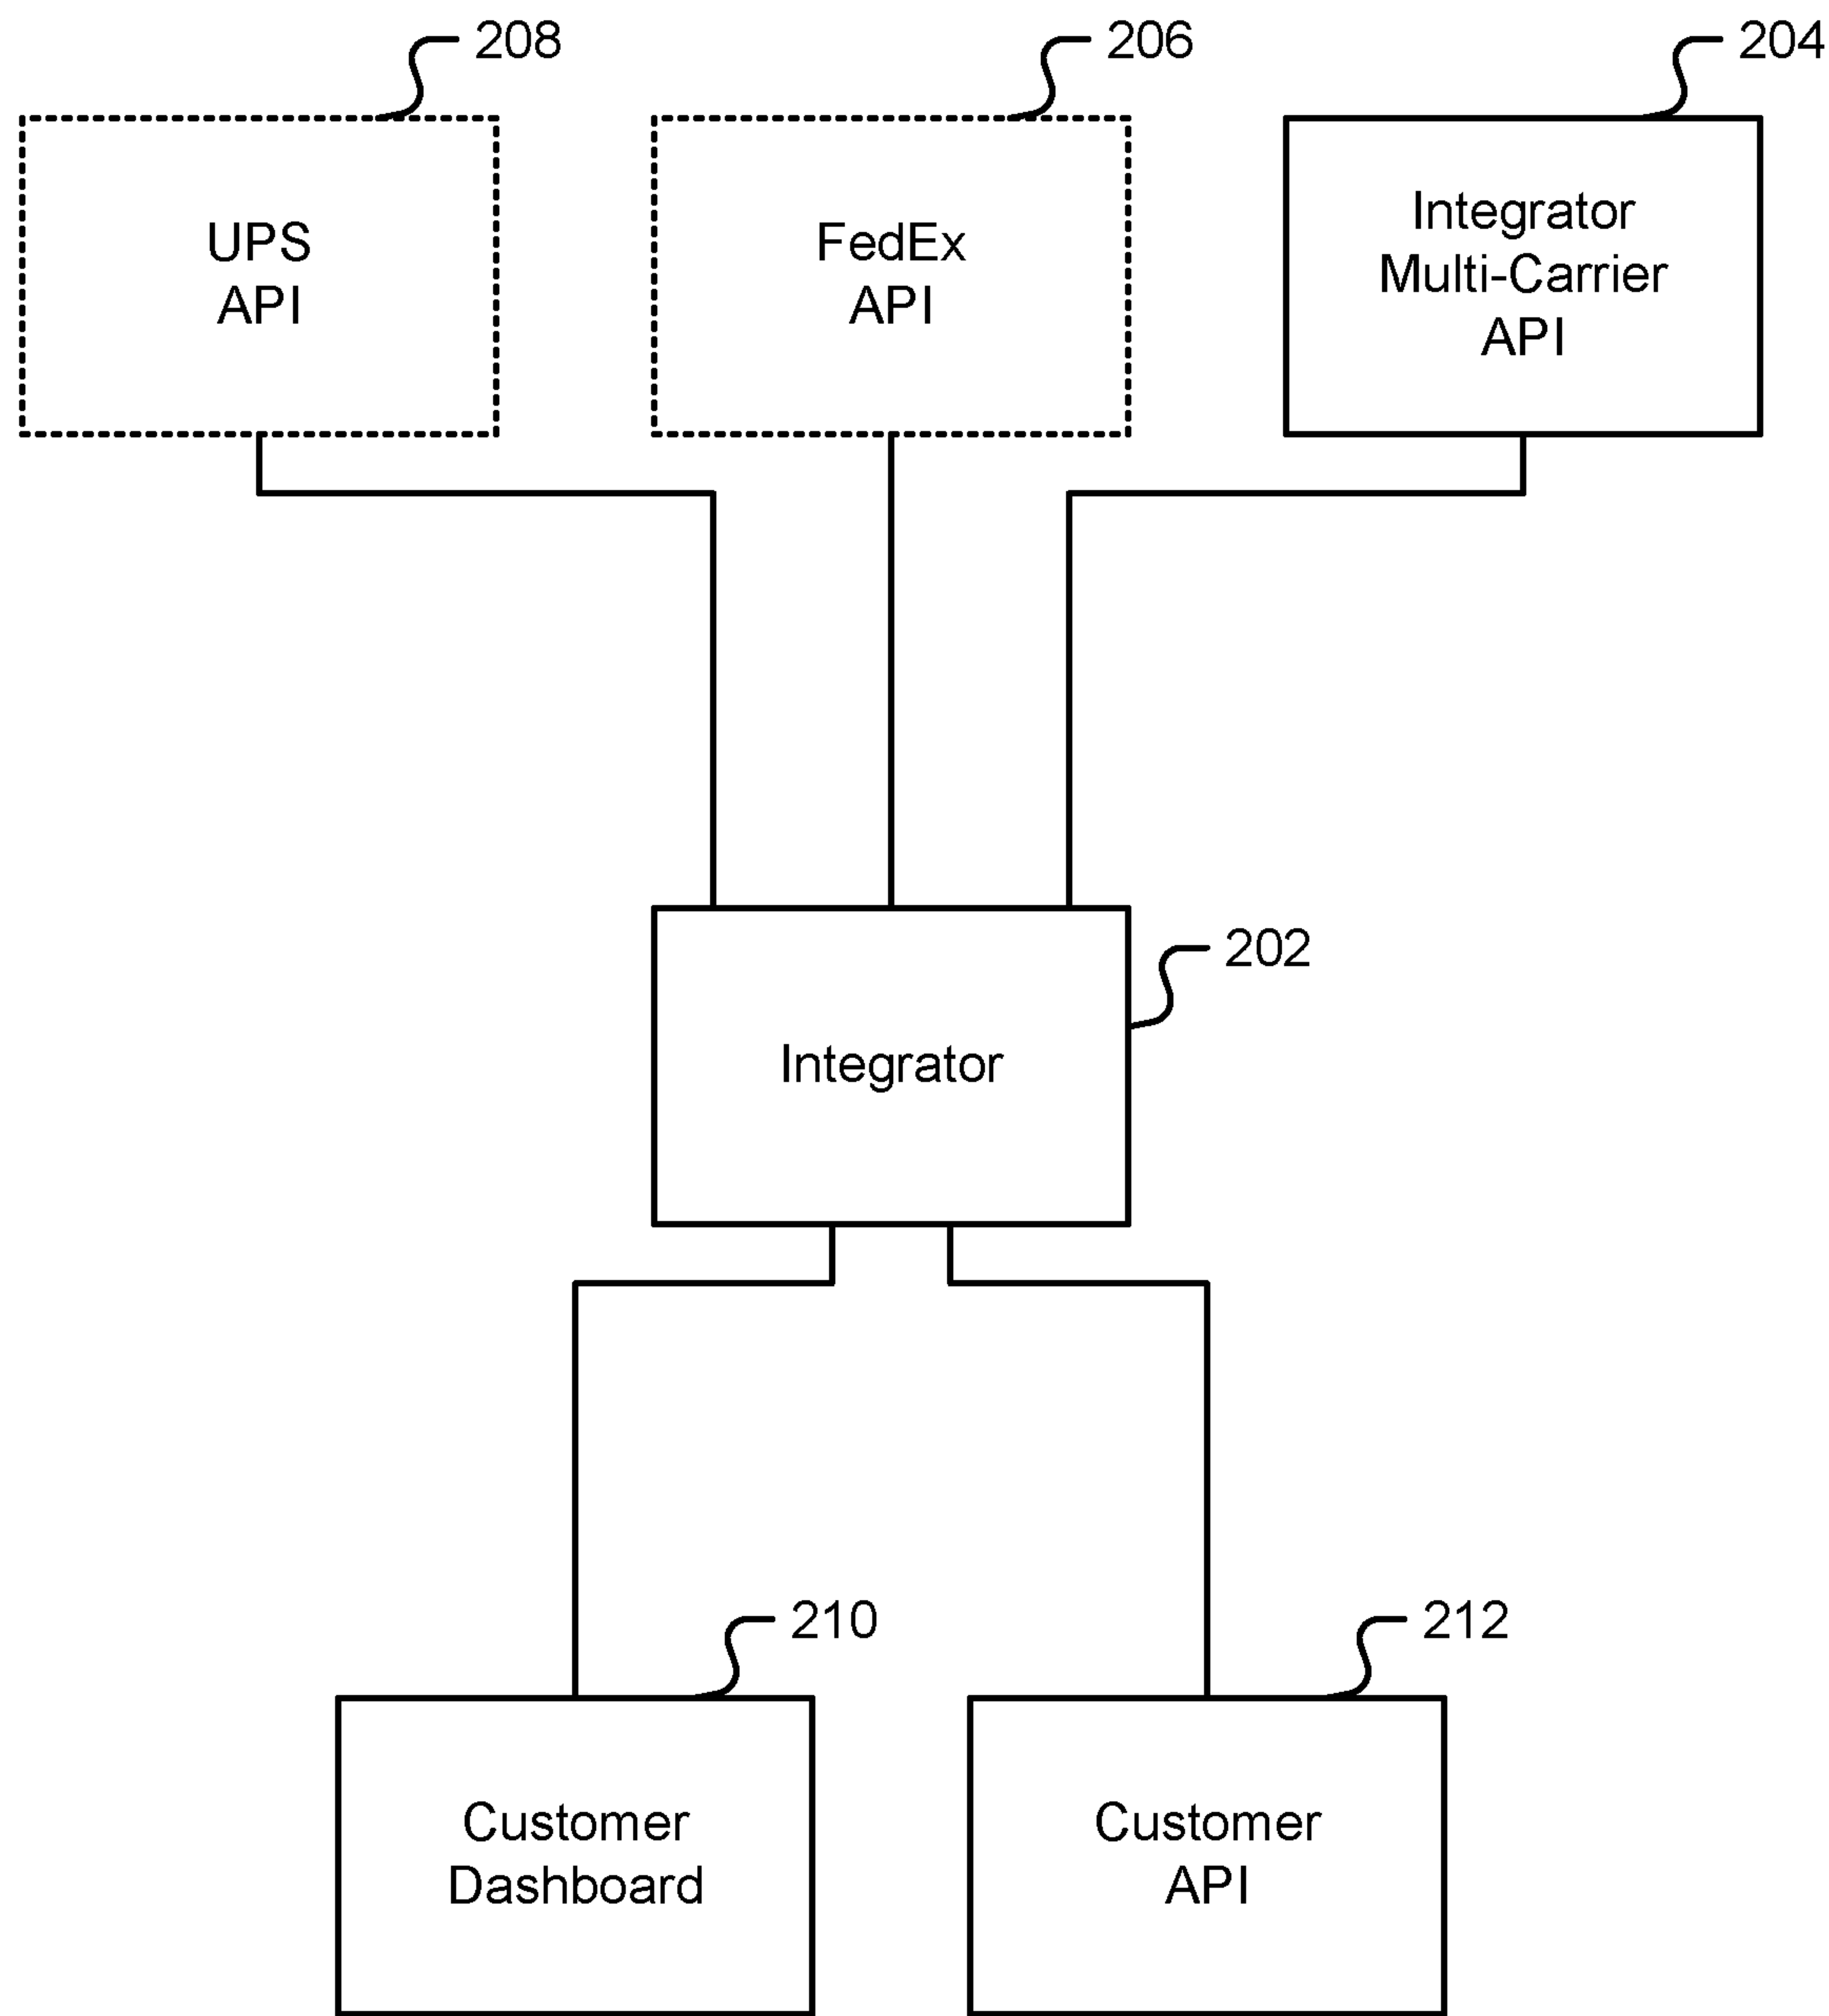 208
206
204
UPS
API
FedEx
API
Integrator
Multi-Carrier
API
202
Integrator
210
212
Customer
Dashboard
Customer
API